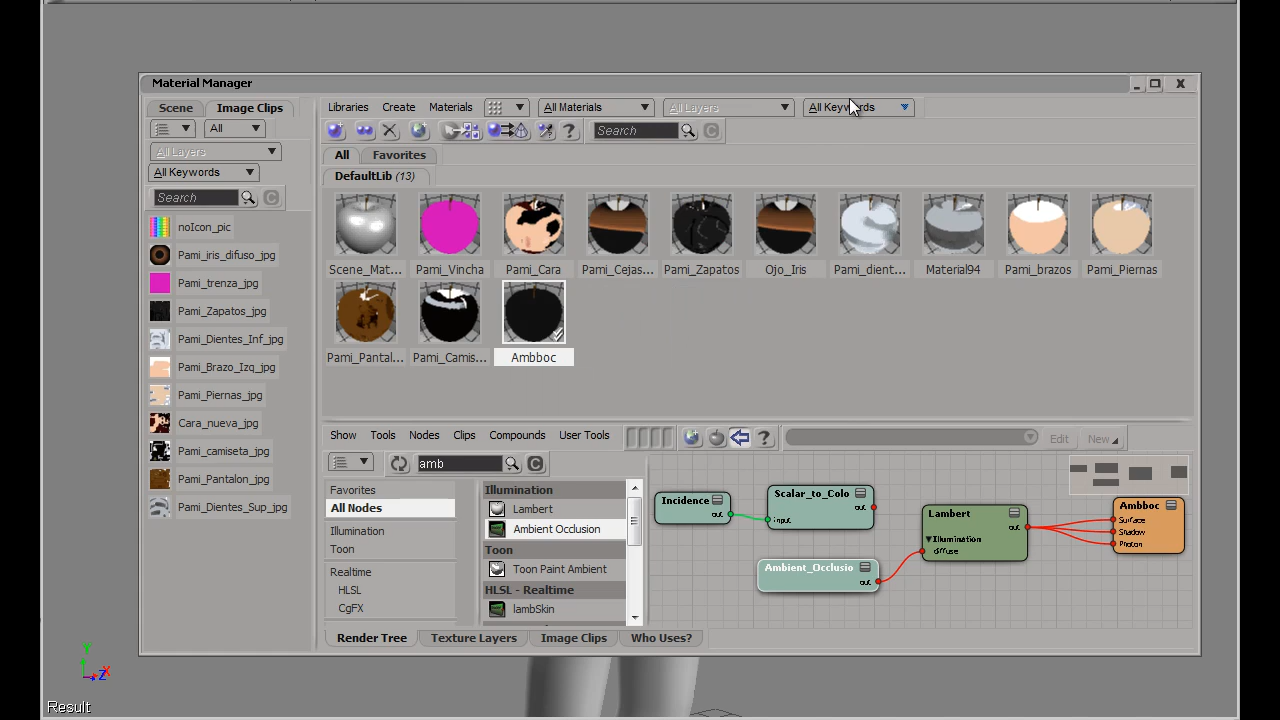 Material Manager
Scene Image Clips
Libraries Create Materials All Materials All Layers All Keywords
All
All Layers
All Keywords
Search
Search
All Favorites
DefaultLib (13)
noIcon_pic
Pami_iris_difuso_jpg
Pami_trenza_jpg
Pami_Zapatos_jpg
Pami_Dientes_Inf_jpg
Pami_Brazo_Izq_jpg
Pami_Piernas_jpg
Cara_nueva_jpg
Pami_camiseta_jpg
Pami_Pantalon_jpg
Pami_Dientes_Sup_jpg
Scene_Mat... Pami_Vincha Pami_Cara Pami_Cejas... Pami_Zapatos Ojo_Iris Pami_dient... Material94 Pami_brazos Pami_Piernas
Pami_Pantal... Pami_Camis... Ambboc
Show Tools Nodes Clips Compounds User Tools Edit New
amb
Favorites
All Nodes
Illumination
Toon
Realtime
HLSL
CgFX
Illumination
Lambert
Ambient Occlusion
Toon
Toon Paint Ambient
HLSL - Realtime
lambSkin
Incidence
out
Scalar_to_Colo
out
input
Ambient_Occlusio
out
Lambert
out
Illumination
diffuse
Ambboc
Surface
Shadow
Photon
Render Tree Texture Layers Image Clips Who Uses?
Y
X
Z
Result